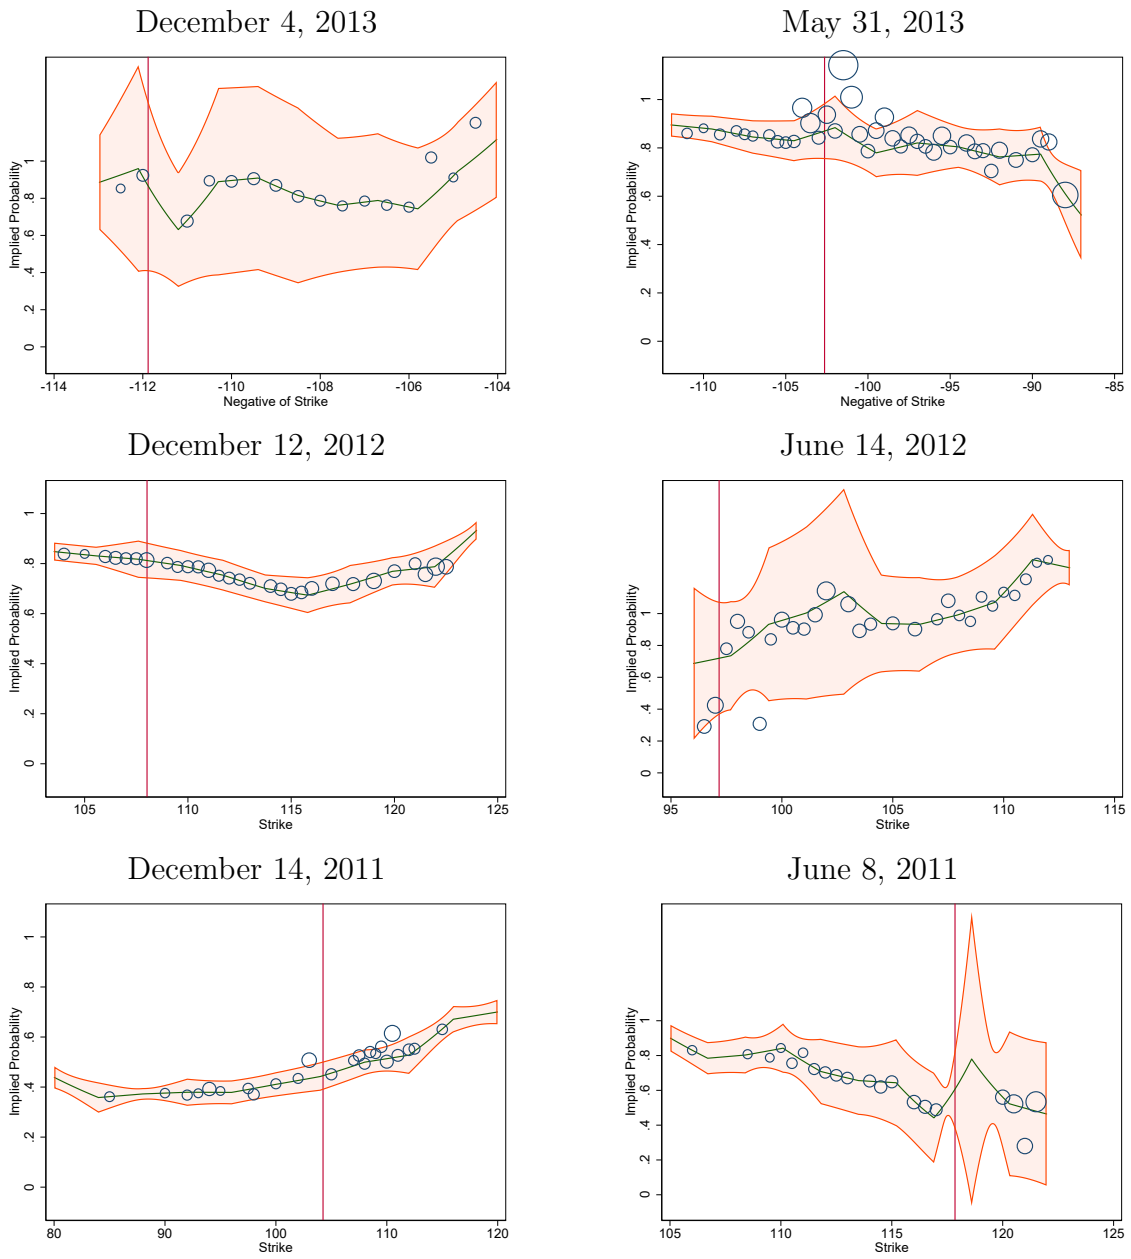 December 4, 2013
Implied Probability
0 .2 .4 .6 .8 1
-114 -112 -110 -108 -106 -104
Negative of Strike
May 31, 2013
Implied Probability
0 .2 .4 .6 .8 1
-110 -105 -100 -95 -90 -85
Negative of Strike
December 12, 2012
Implied Probability
0 .2 .4 .6 .8 1
105 110 115 120 125
Strike
June 14, 2012
Implied Probability
0 .2 .4 .6 .8 1
95 100 105 110 115
Strike
December 14, 2011
Implied Probability
0 .2 .4 .6 .8 1
80 90 100 110 120
Strike
June 8, 2011
Implied Probability
0 .2 .4 .6 .8 1
105 110 115 120 125
Strike